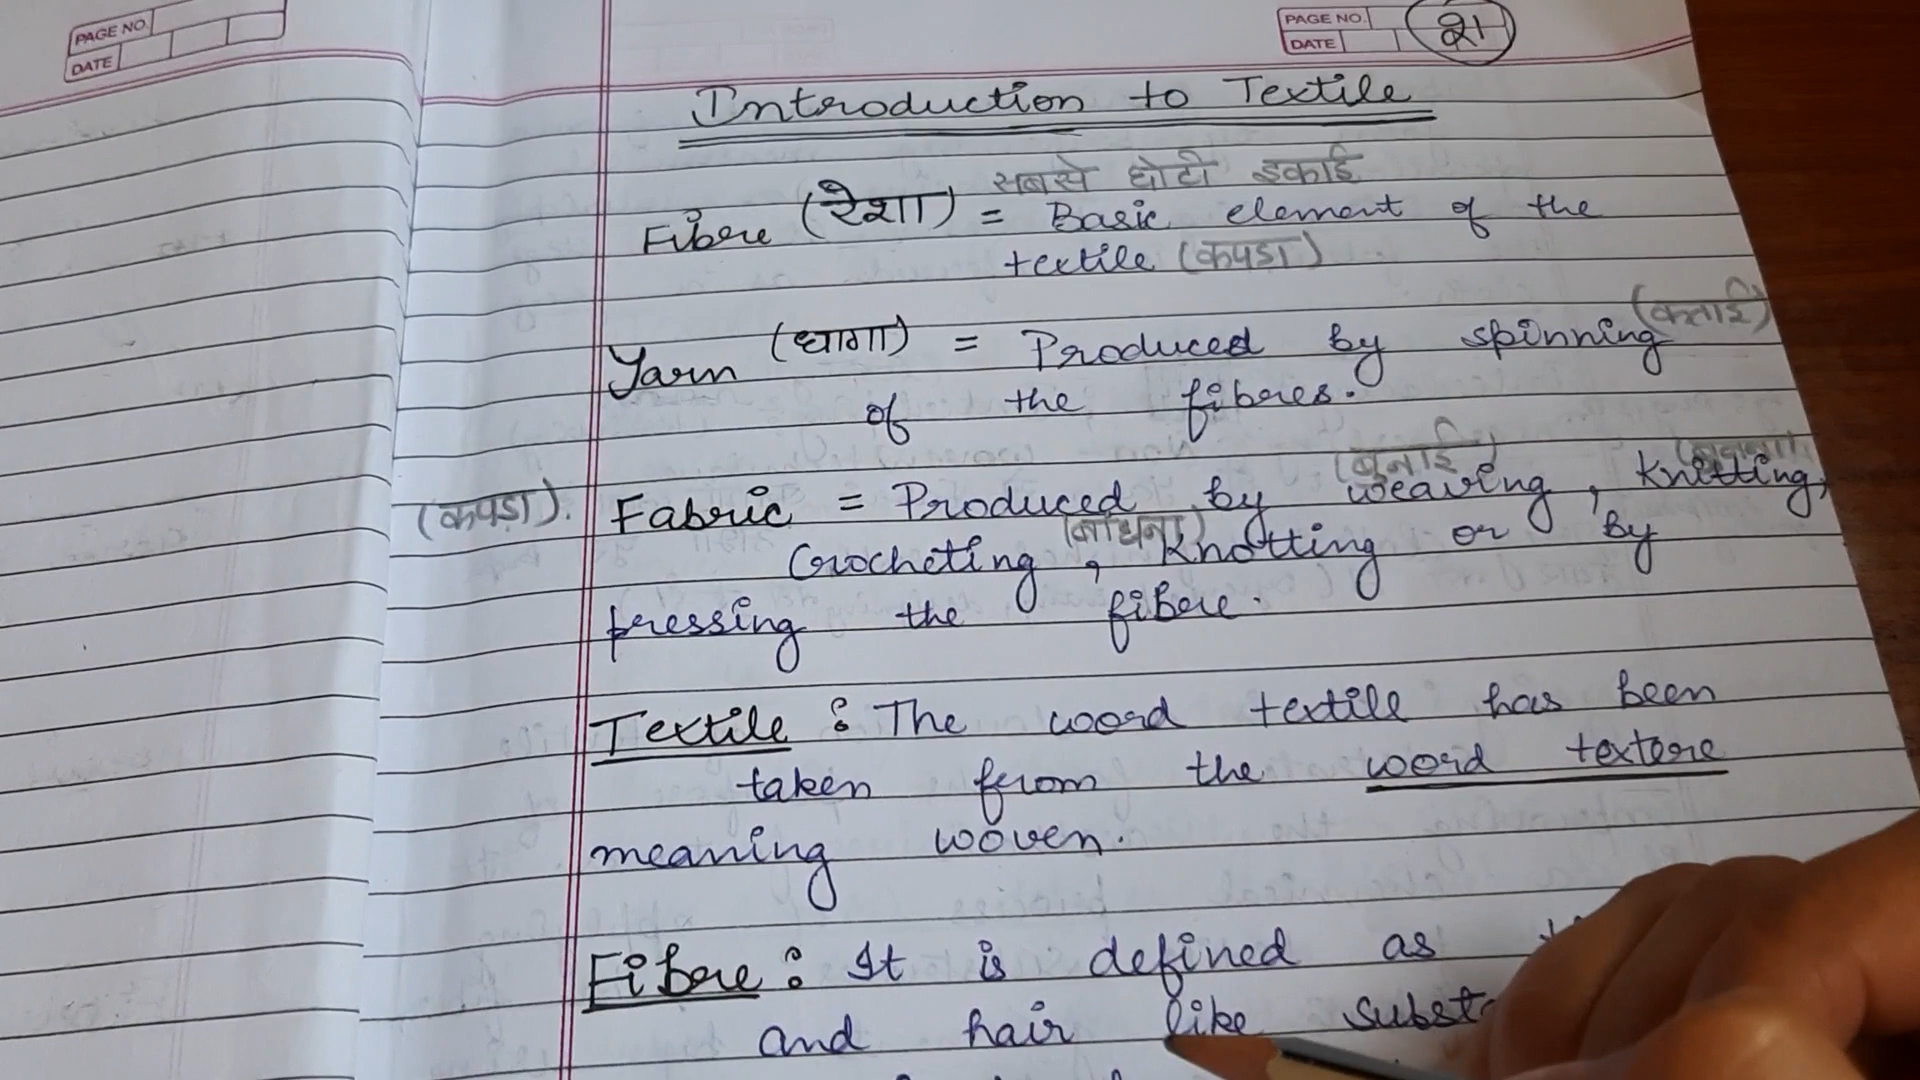 PAGE NO.
DATE
PAGE NO.
DATE
21
Introduction to Textile
सबसे छोटी इकाई
Fibre (रेशा) = Basic element of the
textile (कपडा)
(कताई)
Yarn (धागा) = Produced by spinning
of the fibres.
(बुनाई)
(कपड़ा). Fabric = Produced by weaving, Knitting,
(बांधना)
Crocheting, Knotting or by
pressing the fibre.
Textile : The word textile has been
taken from the word textere
meaning woven.
Fibre : It is defined as
and hair like